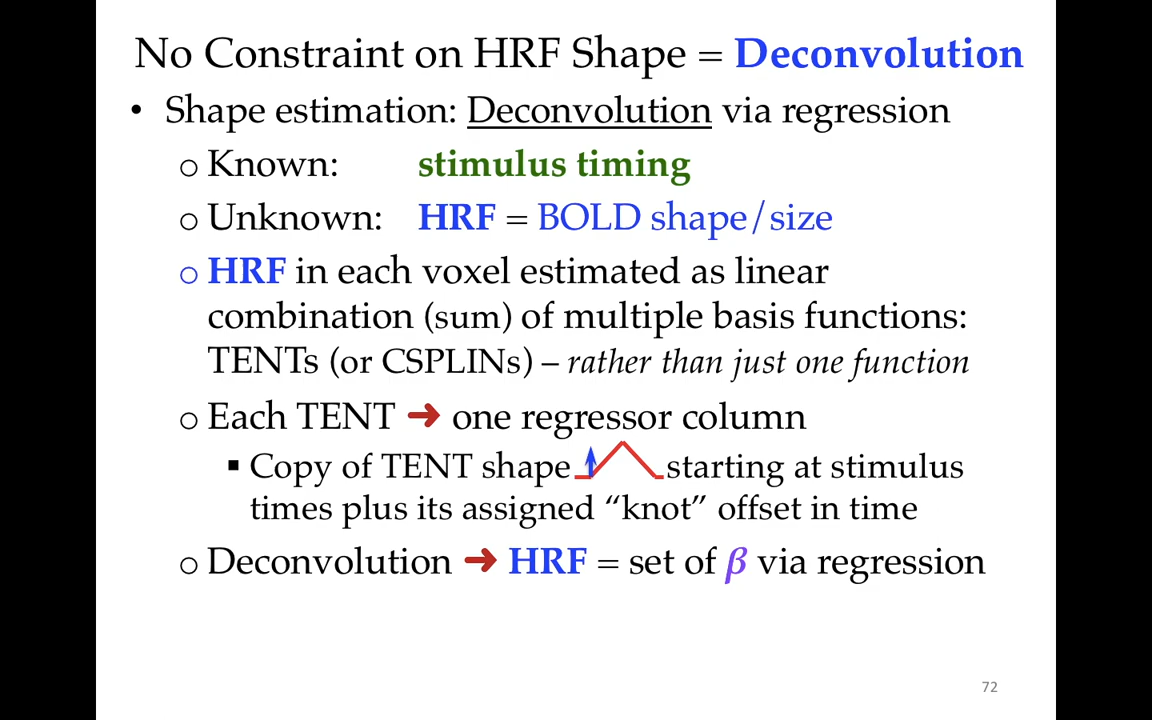 No Constraint on HRF Shape = Deconvolution
• Shape estimation: Deconvolution via regression
o Known: stimulus timing
o Unknown: HRF = BOLD shape/size
o HRF in each voxel estimated as linear
combination (sum) of multiple basis functions:
TENTs (or CSPLINs) – rather than just one function
o Each TENT ➜ one regressor column
▪ Copy of TENT shape starting at stimulus
times plus its assigned “knot” offset in time
o Deconvolution ➜ HRF = set of β via regression
72